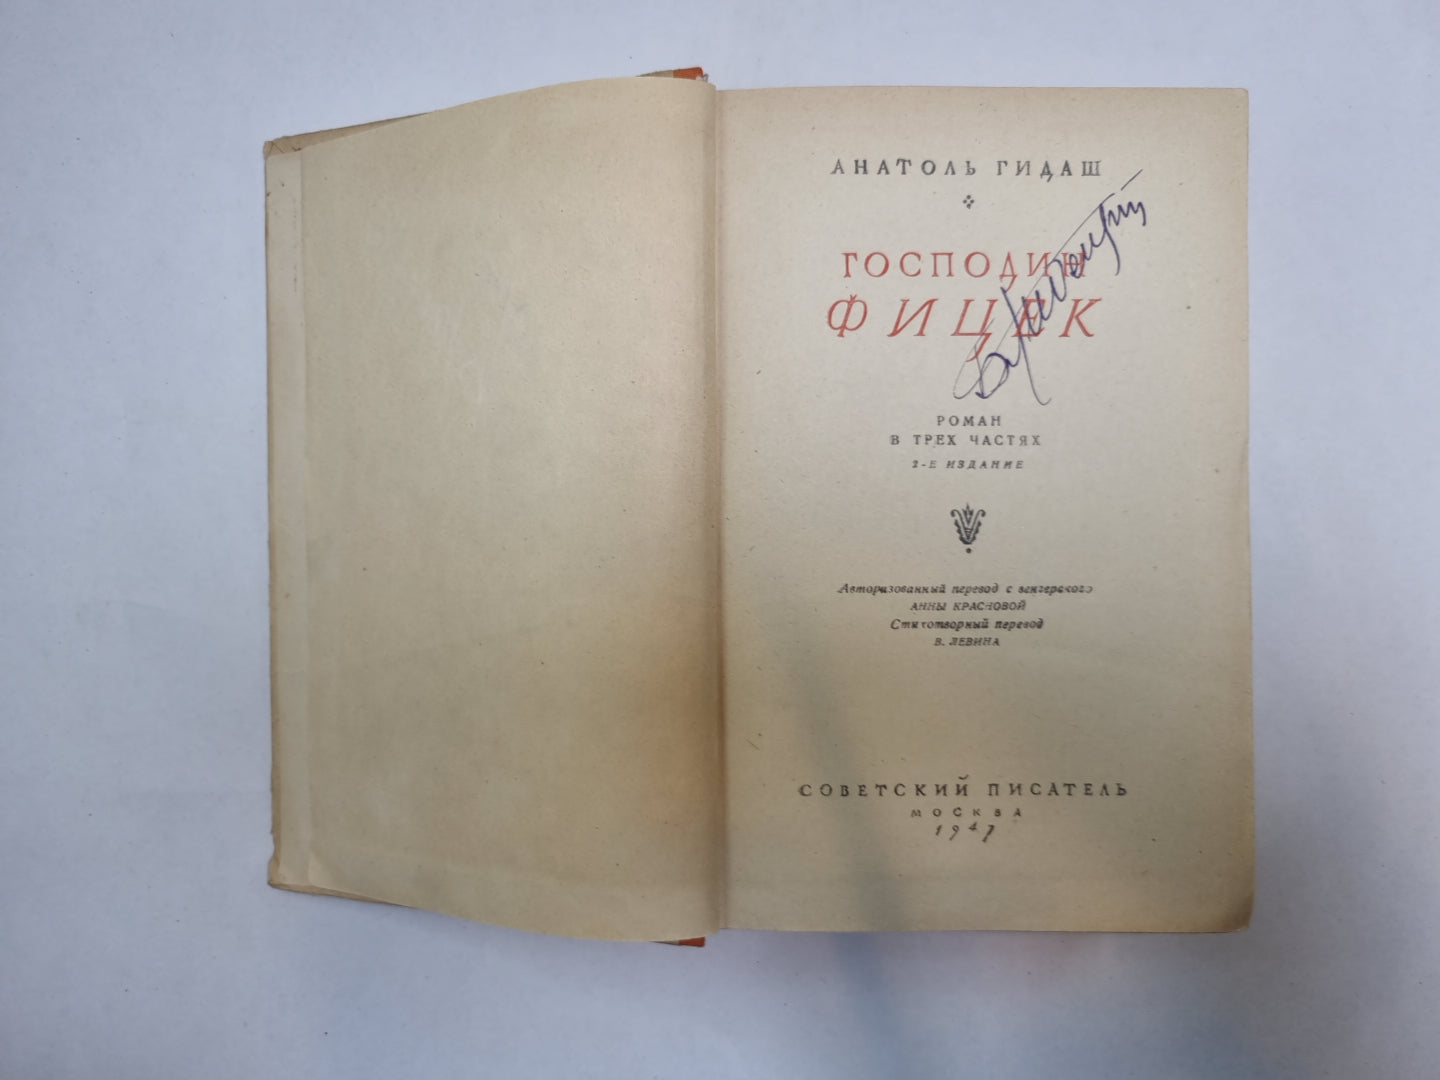 АНАТОЛЬ ГИДАШ
ГОСПОДИН
ФИЦЕК
РОМАН
В ТРЕХ ЧАСТЯХ
2-Е ИЗДАНИЕ
Авторизованный перевод с венгерского
АННЫ КРАСНОВОЙ
Стихотворный перевод
В. ЛЕВИНА
СОВЕТСКИЙ ПИСАТЕЛЬ
МОСКВА
1947